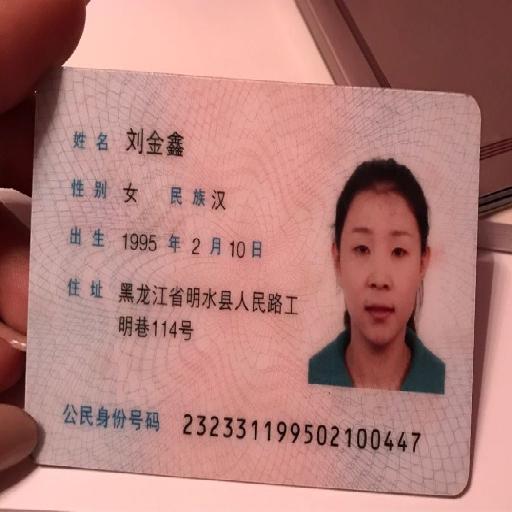 姓名 刘金鑫
性别 女 民族 汉
出生 1995 年 2 月 10 日
住址 黑龙江省明水县人民路工
明巷114号
公民身份号码 232331199502100447